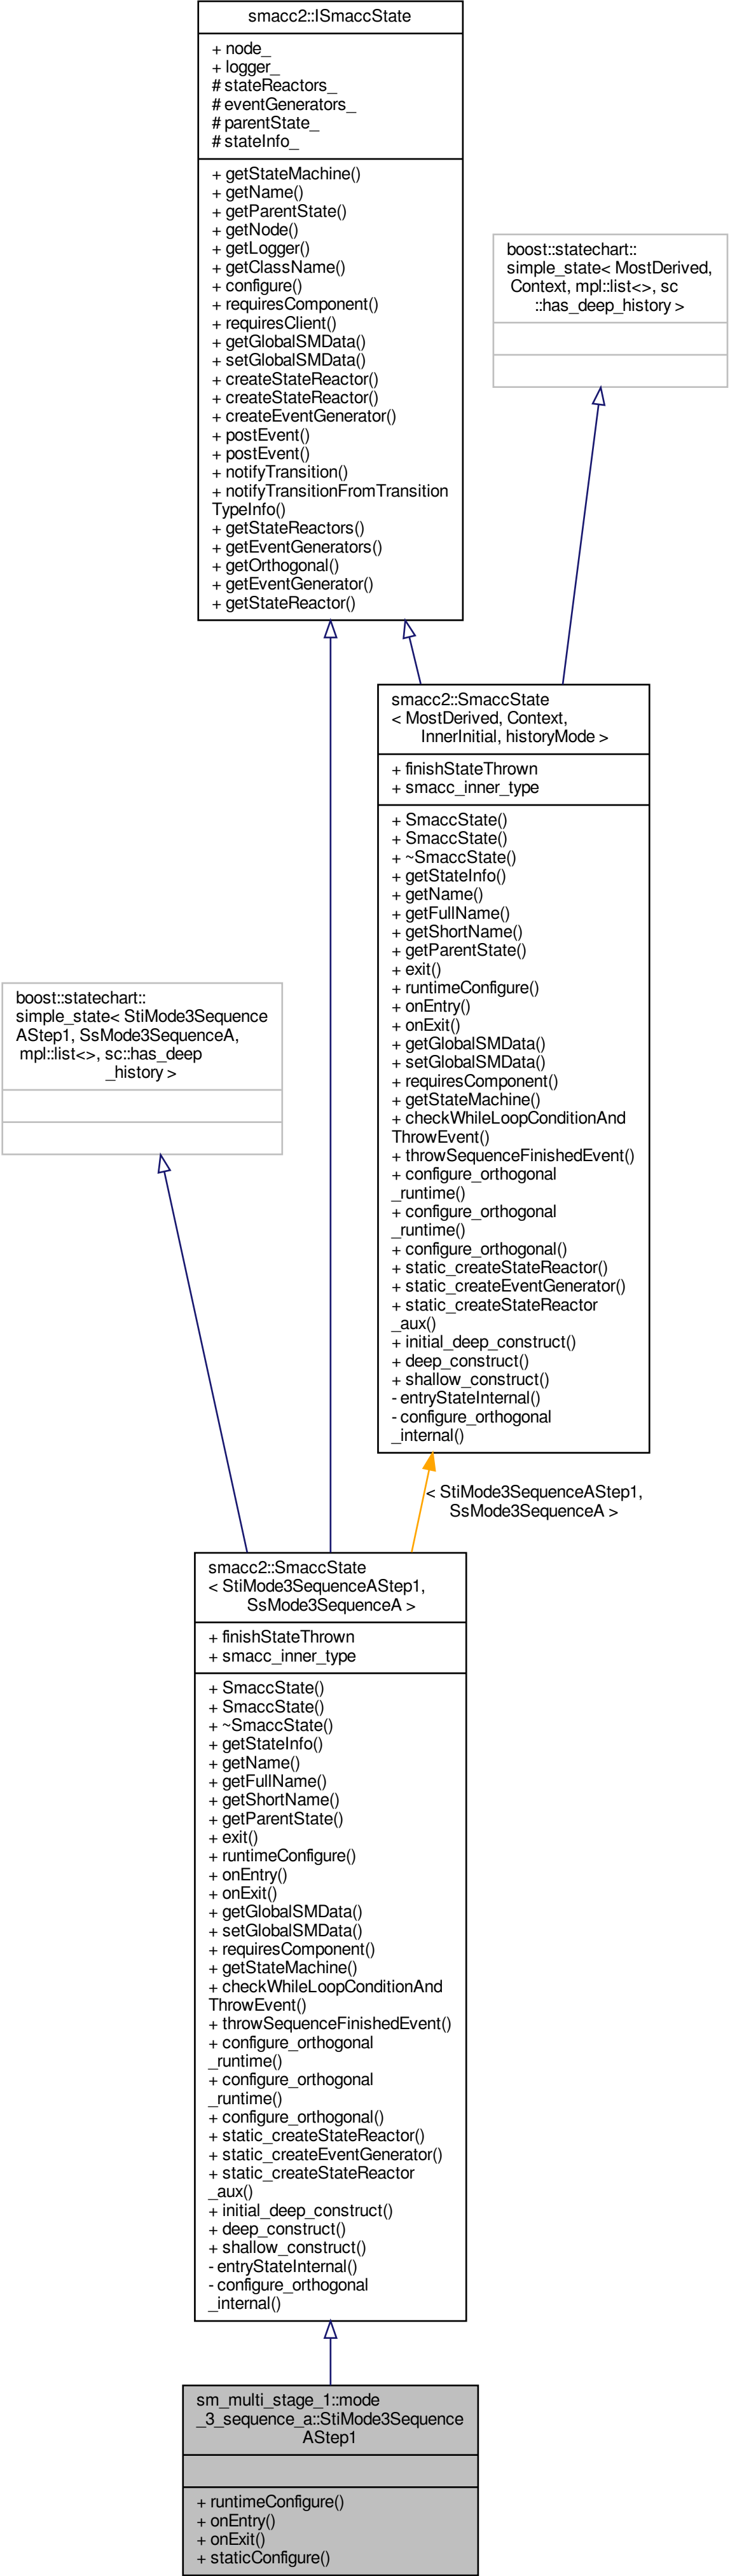 smacc2::ISmaccState
+ node_
+ logger_
# stateReactors_
# eventGenerators_
# parentState_
# stateInfo_
+ getStateMachine()
+ getName()
+ getParentState()
+ getNode()
+ getLogger()
+ getClassName()
+ configure()
+ requiresComponent()
+ requiresClient()
+ getGlobalSMData()
+ setGlobalSMData()
+ createStateReactor()
+ createStateReactor()
+ createEventGenerator()
+ postEvent()
+ postEvent()
+ notifyTransition()
+ notifyTransitionFromTransition
TypeInfo()
+ getStateReactors()
+ getEventGenerators()
+ getOrthogonal()
+ getEventGenerator()
+ getStateReactor()
boost::statechart::
simple_state< MostDerived,
Context, mpl::list<>, sc
::has_deep_history >
smacc2::SmaccState
< MostDerived, Context,
InnerInitial, historyMode >
+ finishStateThrown
+ smacc_inner_type
+ SmaccState()
+ SmaccState()
+ ~SmaccState()
+ getStateInfo()
+ getName()
+ getFullName()
+ getShortName()
+ getParentState()
+ exit()
+ runtimeConfigure()
+ onEntry()
+ onExit()
+ getGlobalSMData()
+ setGlobalSMData()
+ requiresComponent()
+ getStateMachine()
+ checkWhileLoopConditionAnd
ThrowEvent()
+ throwSequenceFinishedEvent()
+ configure_orthogonal
_runtime()
+ configure_orthogonal
_runtime()
+ configure_orthogonal()
+ static_createStateReactor()
+ static_createEventGenerator()
+ static_createStateReactor
_aux()
+ initial_deep_construct()
+ deep_construct()
+ shallow_construct()
- entryStateInternal()
- configure_orthogonal
_internal()
boost::statechart::
simple_state< StiMode3Sequence
AStep1, SsMode3SequenceA,
mpl::list<>, sc::has_deep
_history >
< StiMode3SequenceAStep1,
SsMode3SequenceA >
smacc2::SmaccState
< StiMode3SequenceAStep1,
SsMode3SequenceA >
+ finishStateThrown
+ smacc_inner_type
+ SmaccState()
+ SmaccState()
+ ~SmaccState()
+ getStateInfo()
+ getName()
+ getFullName()
+ getShortName()
+ getParentState()
+ exit()
+ runtimeConfigure()
+ onEntry()
+ onExit()
+ getGlobalSMData()
+ setGlobalSMData()
+ requiresComponent()
+ getStateMachine()
+ checkWhileLoopConditionAnd
ThrowEvent()
+ throwSequenceFinishedEvent()
+ configure_orthogonal
_runtime()
+ configure_orthogonal
_runtime()
+ configure_orthogonal()
+ static_createStateReactor()
+ static_createEventGenerator()
+ static_createStateReactor
_aux()
+ initial_deep_construct()
+ deep_construct()
+ shallow_construct()
- entryStateInternal()
- configure_orthogonal
_internal()
sm_multi_stage_1::mode
_3_sequence_a::StiMode3Sequence
AStep1
+ runtimeConfigure()
+ onEntry()
+ onExit()
+ staticConfigure()